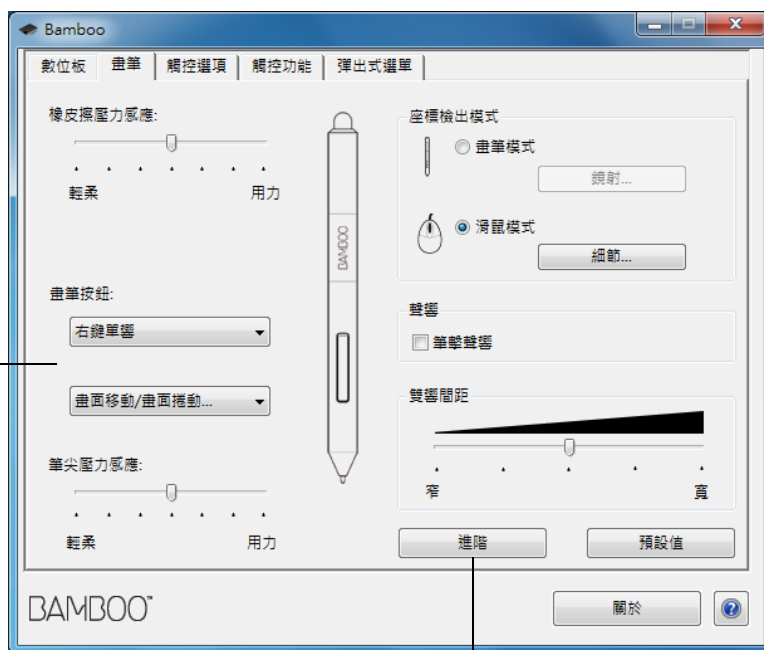 Bamboo
數位板 畫筆 觸控選項 觸控功能 彈出式選單
橡皮擦壓力感應:
輕柔 用力
BAMBOO
畫筆按鈕:
右鍵單響
畫面移動/畫面捲動...
筆尖壓力感應:
輕柔 用力
座標檢出模式
畫筆模式
鏡射...
滑鼠模式
細節...
聲響
筆擊聲響
雙響間距
窄 寬
進階 預設值
BAMBOO™ 關於